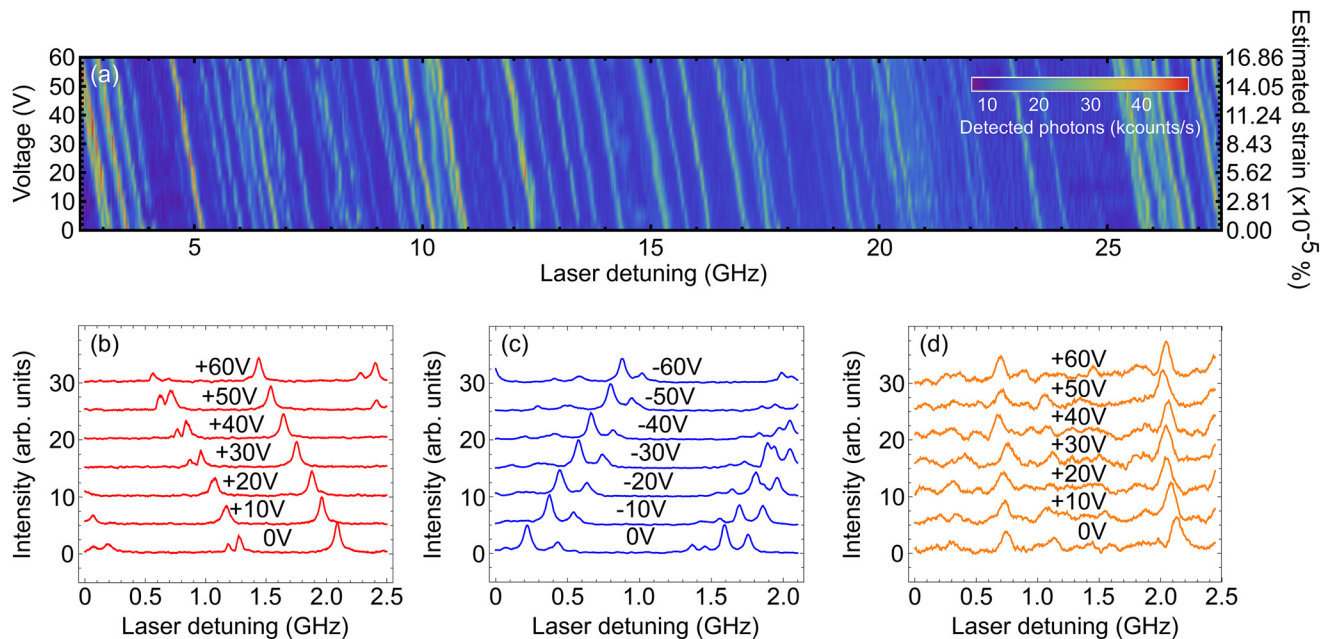 (a)
60
50
40
30
20
10
0
Voltage (V)
16.86
14.05
11.24
8.43
5.62
2.81
0.00
Estimated strain (x10-5 %)
10 20 30 40
Detected photons (kcounts/s)
5 10 15 20 25
Laser detuning (GHz)
(b)
+60V
+50V
+40V
+30V
+20V
+10V
0V
30
20
10
0
Intensity (arb. units)
0 0.5 1.0 1.5 2.0 2.5
Laser detuning (GHz)
(c)
-60V
-50V
-40V
-30V
-20V
-10V
0V
30
20
10
0
Intensity (arb. units)
0 0.5 1.0 1.5 2.0
Laser detuning (GHz)
(d)
+60V
+50V
+40V
+30V
+20V
+10V
0V
30
20
10
0
Intensity (arb. units)
0 0.5 1.0 1.5 2.0 2.5
Laser detuning (GHz)